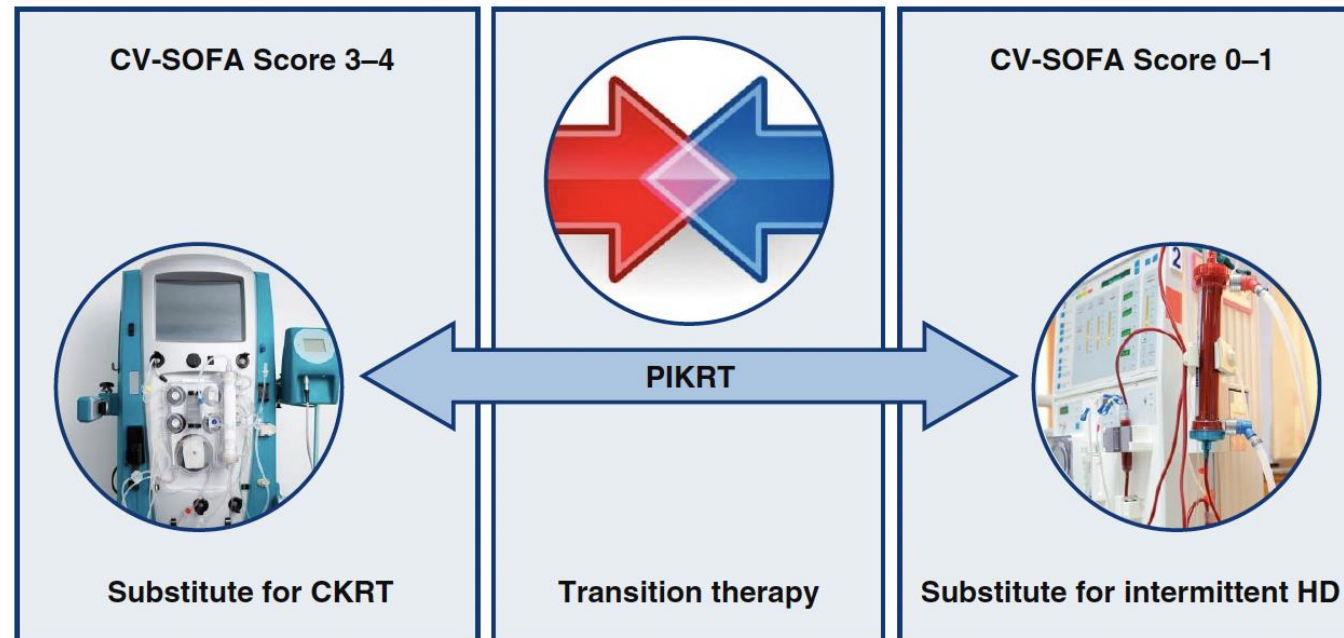 CV-SOFA Score 3–4
CV-SOFA Score 0–1
2
PIKRT
Substitute for CKRT
Transition therapy
Substitute for intermittent HD